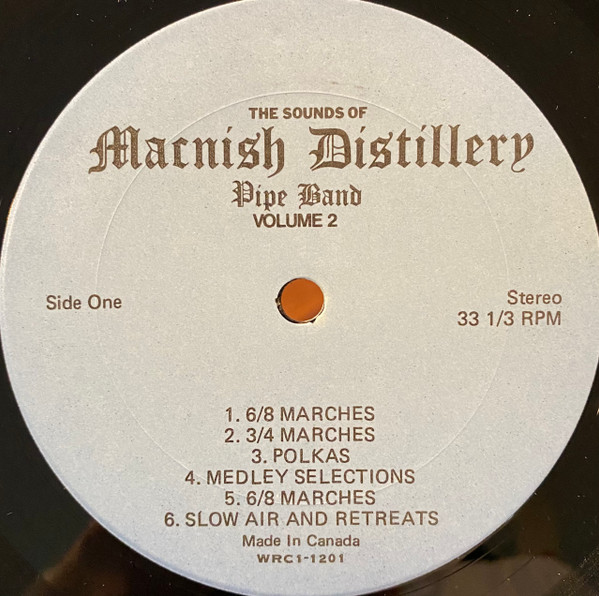 THE SOUNDS OF
Macnish Distillery
Pipe Band
VOLUME 2
Side One
Stereo
33 1/3 RPM
1. 6/8 MARCHES
2. 3/4 MARCHES
3. POLKAS
4. MEDLEY SELECTIONS
5. 6/8 MARCHES
6. SLOW AIR AND RETREATS
Made In Canada
WRC1-1201